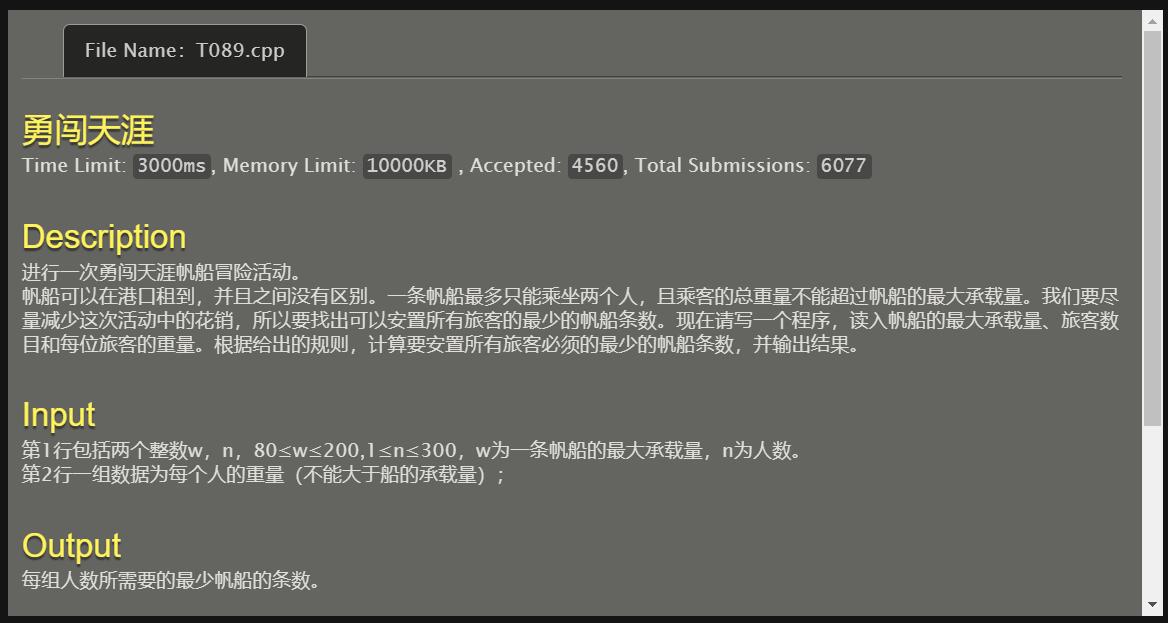 File Name：T089.cpp
勇闯天涯
Time Limit: 3000ms, Memory Limit: 10000KB , Accepted: 4560, Total Submissions: 6077
Description
进行一次勇闯天涯帆船冒险活动。
帆船可以在港口租到，并且之间没有区别。一条帆船最多只能乘坐两个人，且乘客的总重量不能超过帆船的最大承载量。我们要尽
量减少这次活动中的花销，所以要找出可以安置所有旅客的最少的帆船条数。现在请写一个程序，读入帆船的最大承载量、旅客数
目和每位旅客的重量。根据给出的规则，计算要安置所有旅客必须的最少的帆船条数，并输出结果。
Input
第1行包括两个整数w，n，80≤w≤200,1≤n≤300，w为一条帆船的最大承载量，n为人数。
第2行一组数据为每个人的重量（不能大于船的承载量）;
Output
每组人数所需要的最少帆船的条数。